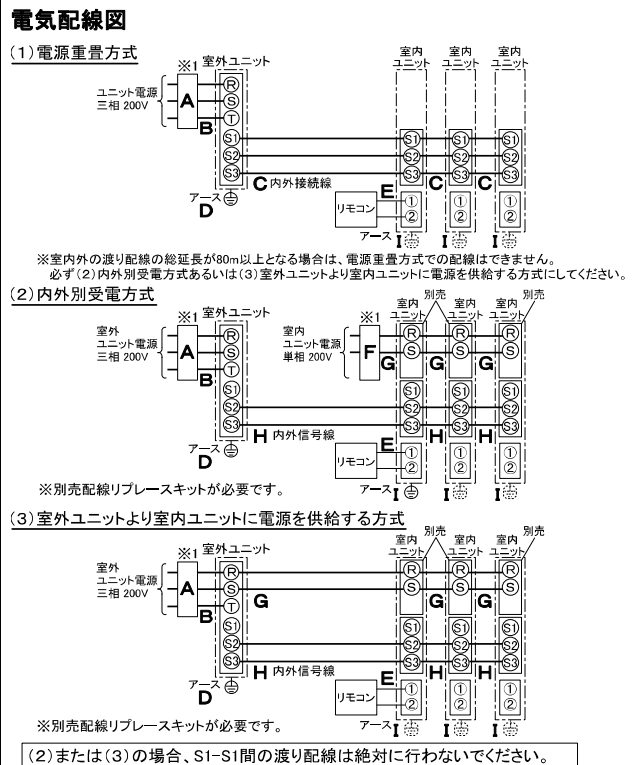 電気配線図
(1)電源重畳方式
※1 室外ユニット
室内ユニット 室内ユニット 室内ユニット
ユニット電源
三相 200V
A
B
R
S
T
S1 S1 S1 S1
S2 S2 S2 S2
S3 S3 S3 S3
C 内外接続線
C C
アース
D
E
リモコン
① ① ①
② ② ②
アース I I I
※室内外の渡り配線の総延長が80m以上となる場合は、電源重畳方式での配線はできません。
必ず(2)内外別受電方式あるいは(3)室外ユニットより室内ユニットに電源を供給する方式にしてください。
(2)内外別受電方式
※1 室外ユニット
※1
室内ユニット 別売 室内ユニット 室内ユニット 別売
室外
ユニット電源
三相 200V
A
B
室内
ユニット電源
単相 200V
F
R R R R
S S S S
T
G G G
S1 S1 S1 S1
S2 S2 S2 S2
S3 S3 S3 S3
H 内外信号線
H H
アース
D
E
リモコン
① ① ①
② ② ②
アース I I I
※別売配線リプレースキットが必要です。
(3)室外ユニットより室内ユニットに電源を供給する方式
※1 室外ユニット
室内ユニット 別売 室内ユニット 室内ユニット 別売
室外
ユニット電源
三相 200V
A
B
R R R R
S S S S
T
G G G
S1 S1 S1 S1
S2 S2 S2 S2
S3 S3 S3 S3
H 内外信号線
H H
アース
D
E
リモコン
① ① ①
② ② ②
アース I I I
※別売配線リプレースキットが必要です。
(2)または(3)の場合、S1-S1間の渡り配線は絶対に行わないでください。